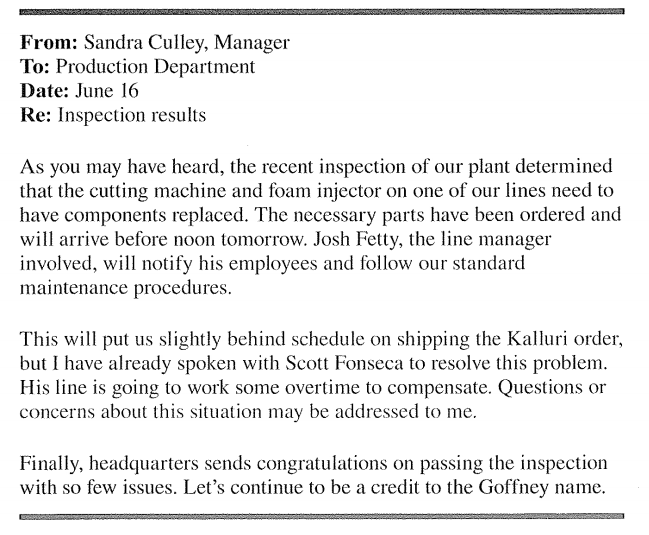 From: Sandra Culley, Manager
To: Production Department
Date: June 16
Re: Inspection results
As you may have heard, the recent inspection of our plant determined
that the cutting machine and foam injector on one of our lines need to
have components replaced. The necessary parts have been ordered and
will arrive before noon tomorrow. Josh Fetty, the line manager
involved, will notify his employees and follow our standard
maintenance procedures.
This will put us slightly behind schedule on shipping the Kalluri order,
but I have already spoken with Scott Fonseca to resolve this problem.
His line is going to work some overtime to compensate. Questions or
concerns about this situation may be addressed to me.
Finally, headquarters sends congratulations on passing the inspection
with so few issues. Let's continue to be a credit to the Goffney name.